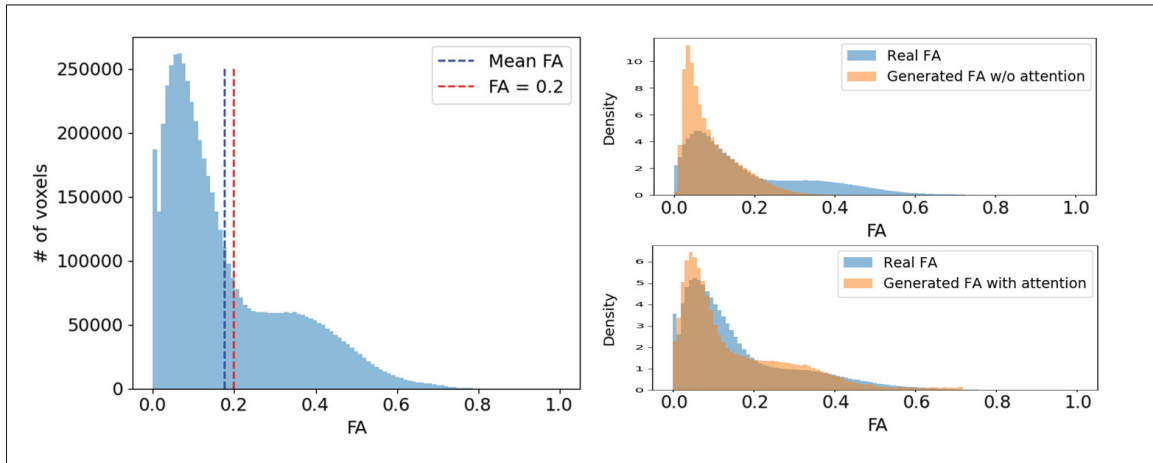 250000
200000
150000
100000
50000
0
# of voxels
Mean FA
FA = 0.2
0.0 0.2 0.4 0.6 0.8 1.0
FA
10
8
6
4
2
0
Density
Real FA
Generated FA w/o attention
0.0 0.2 0.4 0.6 0.8 1.0
FA
6
5
4
3
2
1
0
Density
Real FA
Generated FA with attention
0.0 0.2 0.4 0.6 0.8 1.0
FA